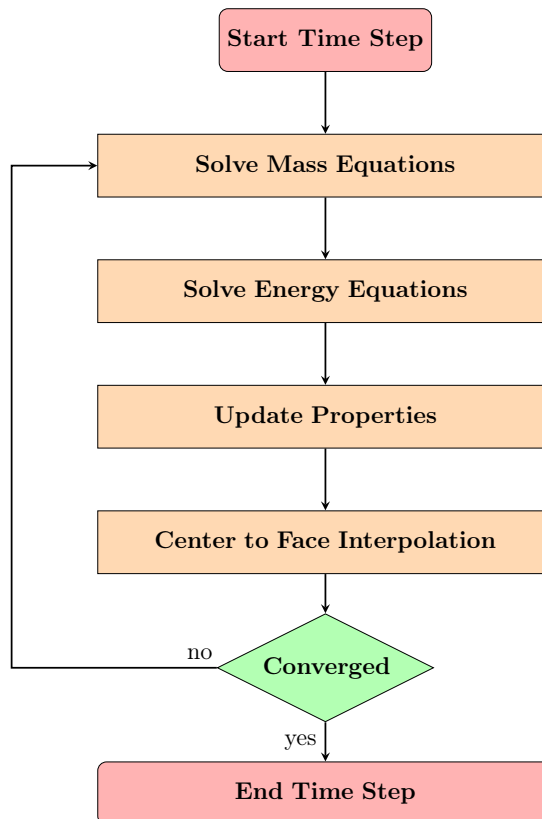 Start Time Step
Solve Mass Equations
Solve Energy Equations
Update Properties
Center to Face Interpolation
no
Converged
yes
End Time Step